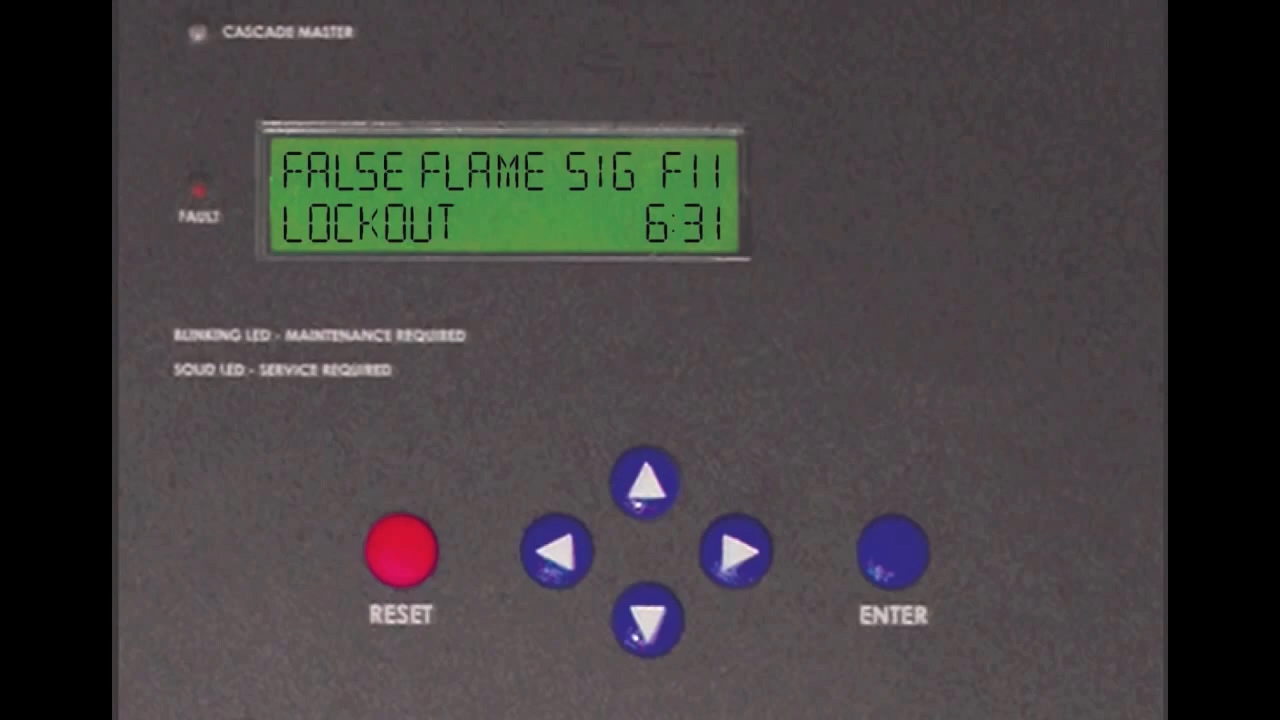 CASCADE MASTER
FALSE FLAME SIG F11
LOCKOUT 6:31
FAULT
BLINKING LED - MAINTENANCE REQUIRED
SOLID LED - SERVICE REQUIRED
RESET
ENTER